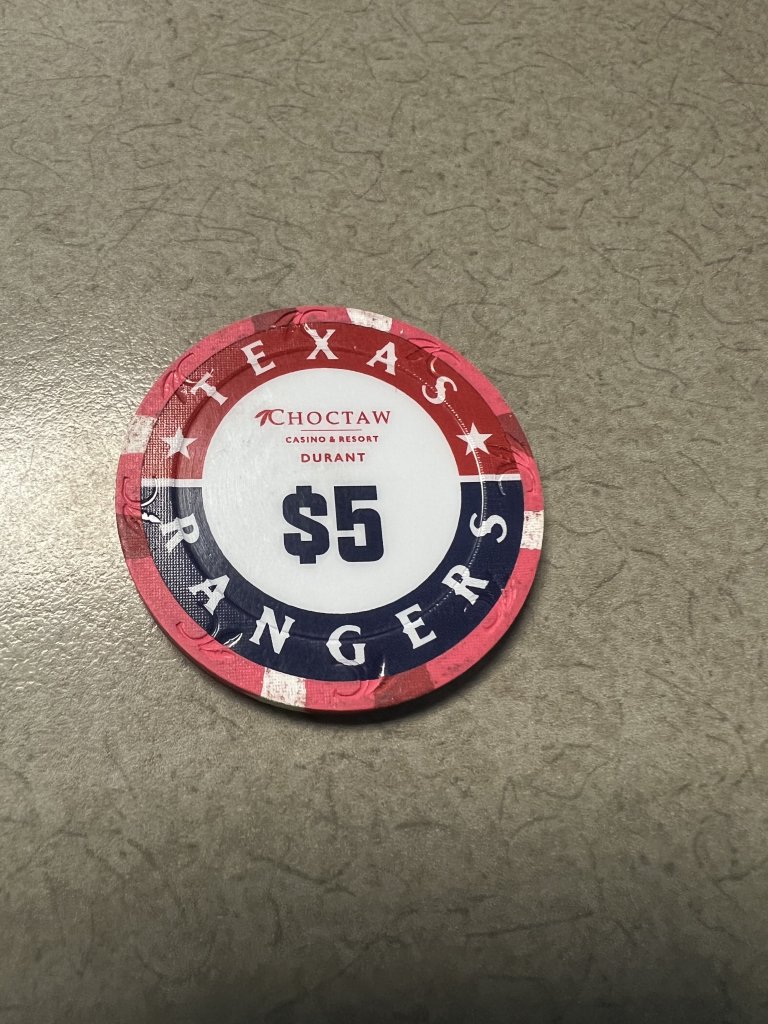 TEXAS
CHOCTAW
CASINO & RESORT
DURANT
$5
RANGERS